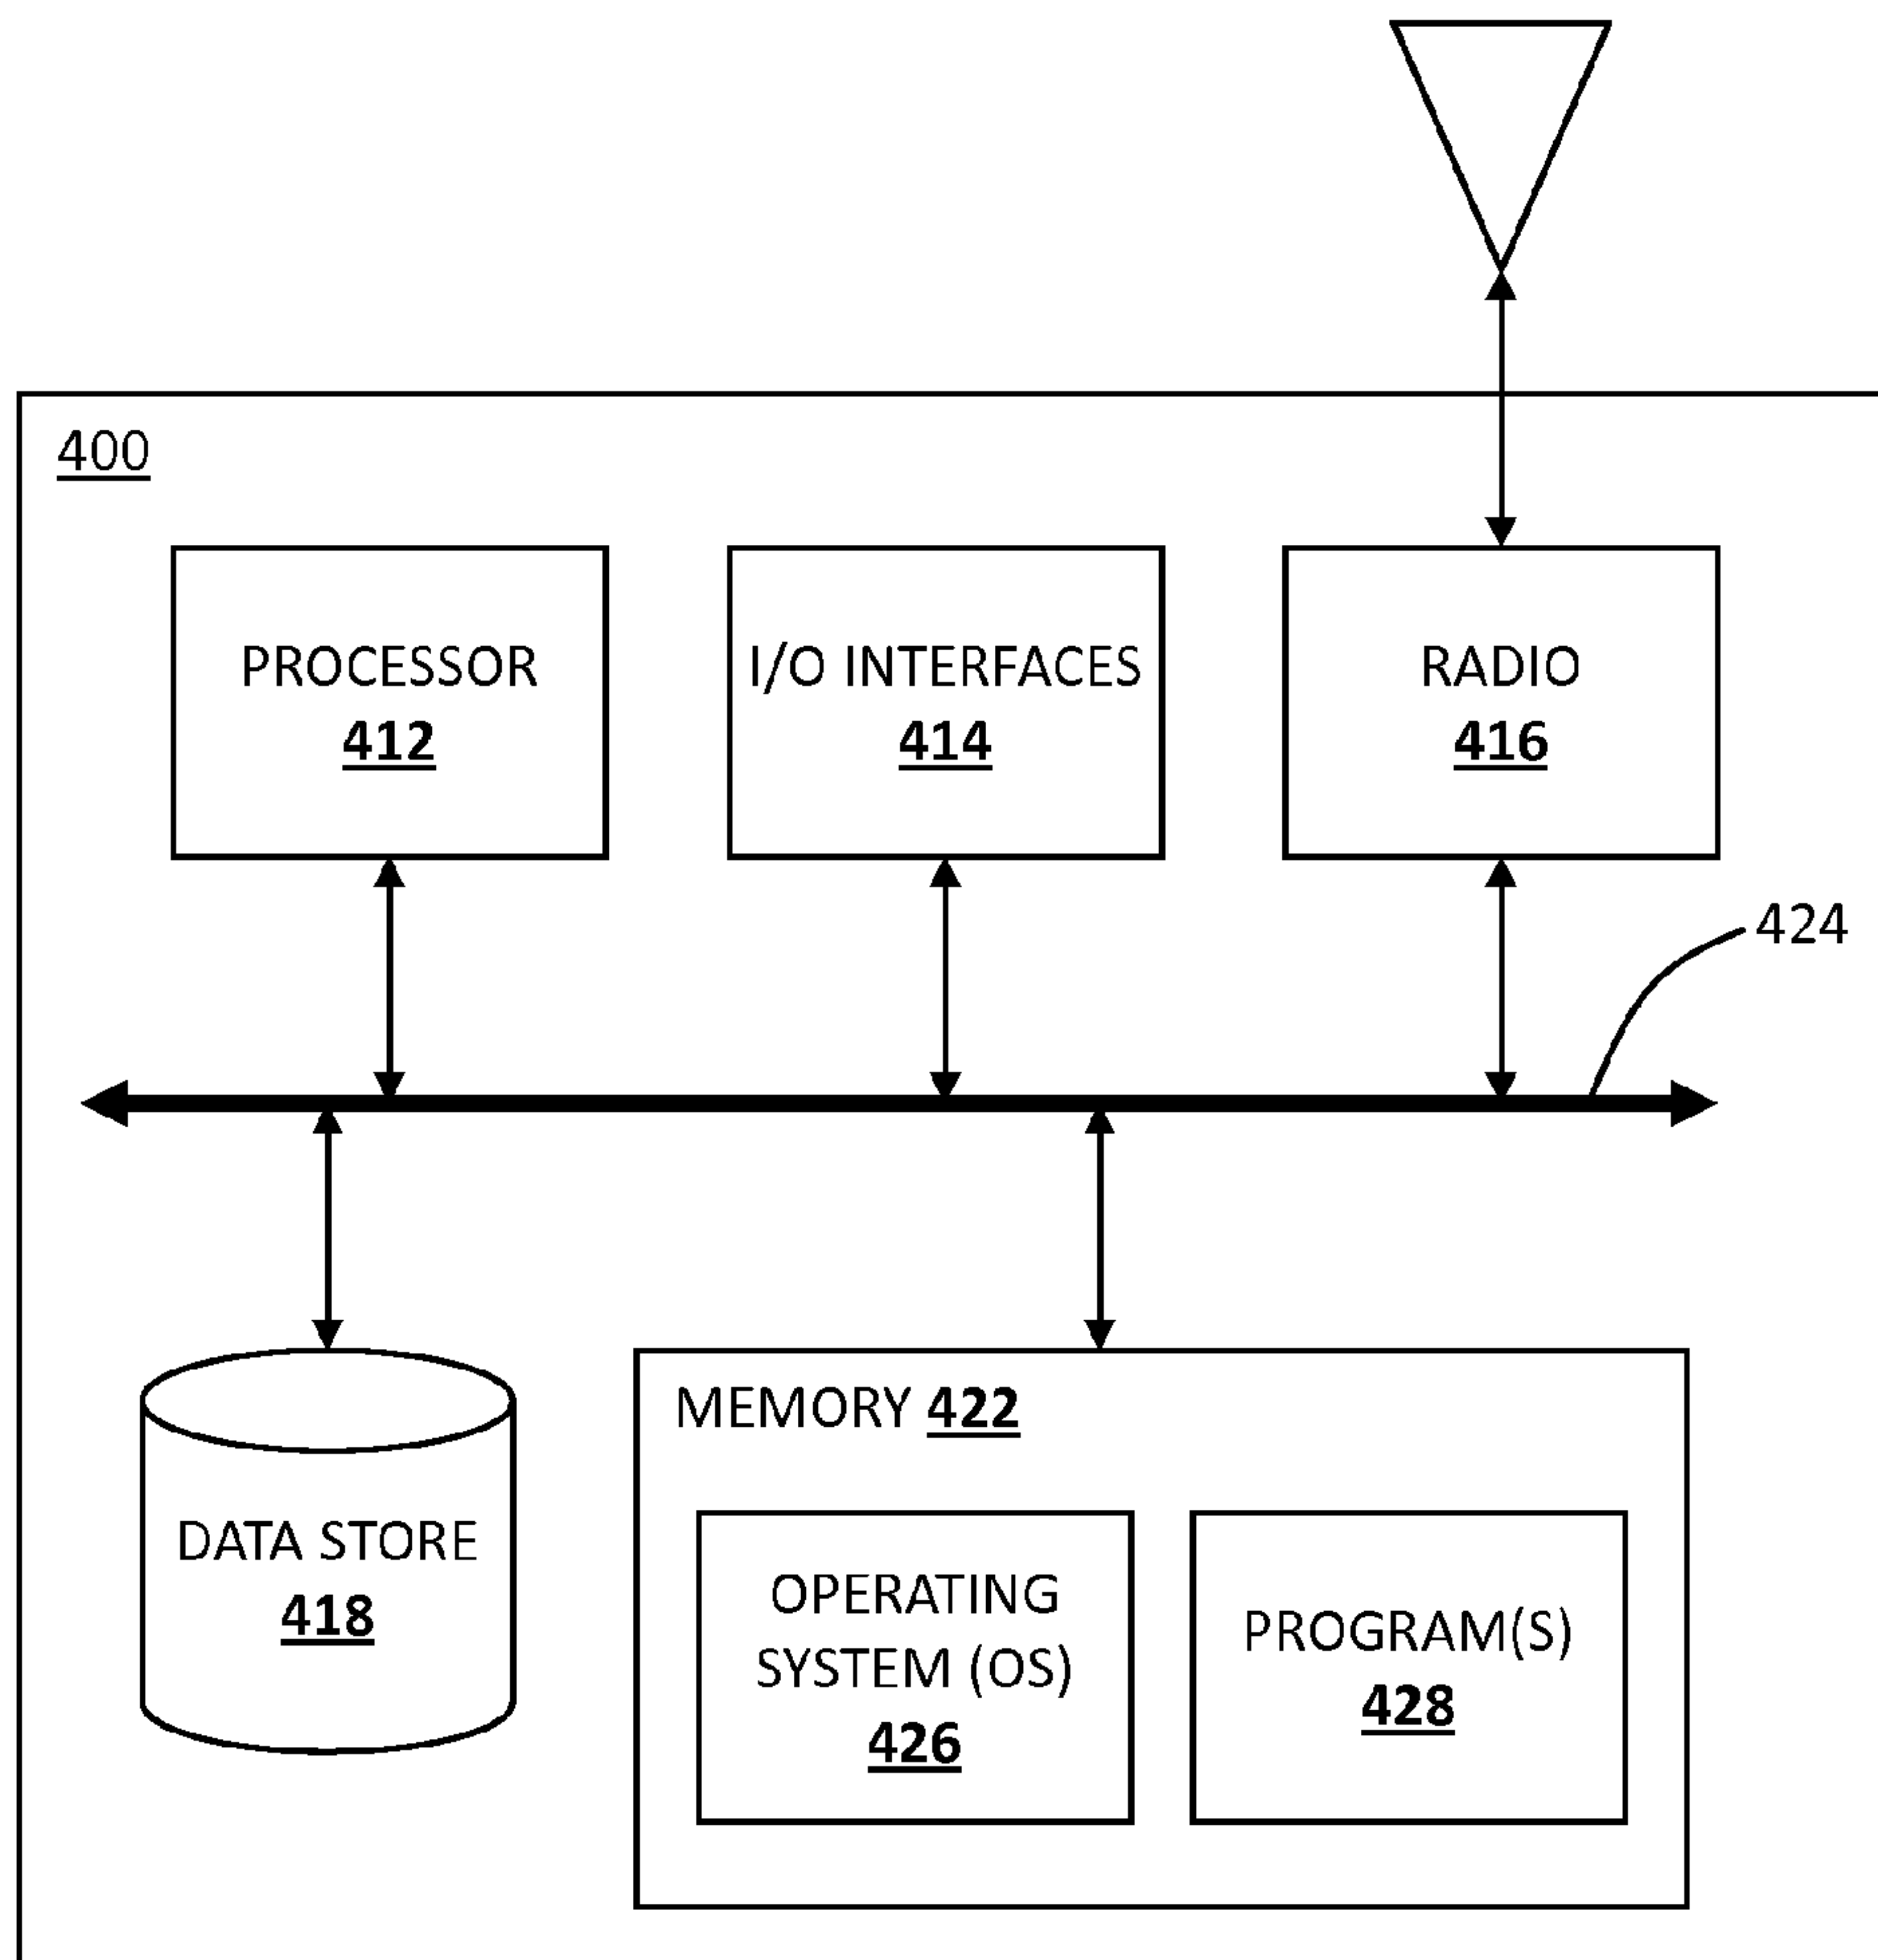 400
PROCESSOR
412
I/O INTERFACES
414
RADIO
416
424
DATA STORE
418
MEMORY 422
OPERATING
SYSTEM (OS)
426
PROGRAM(S)
428